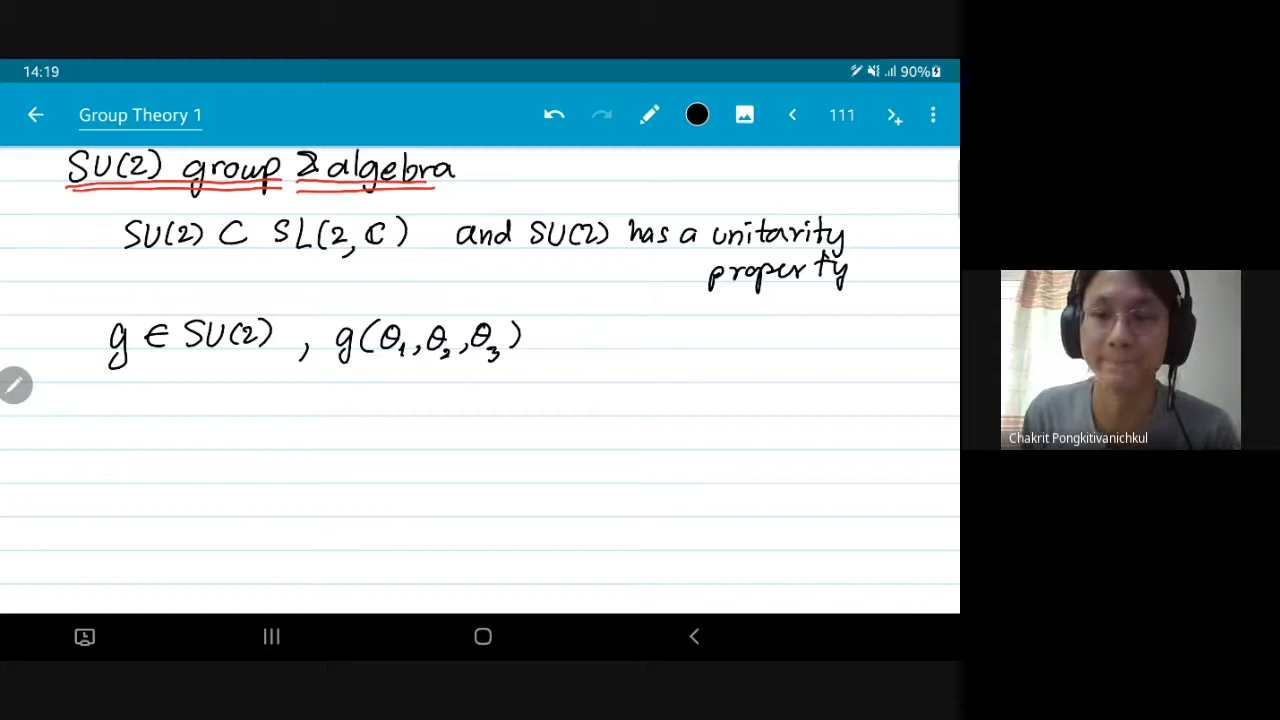 14:19
90%
Group Theory 1
111
SU(2) group & algebra
SU(2) ⊂ SL(2, ℂ) and SU(2) has a unitarity
property
g ∈ SU(2) , g(θ₁, θ₂, θ₃)
Chakrit Pongkitivanichkul